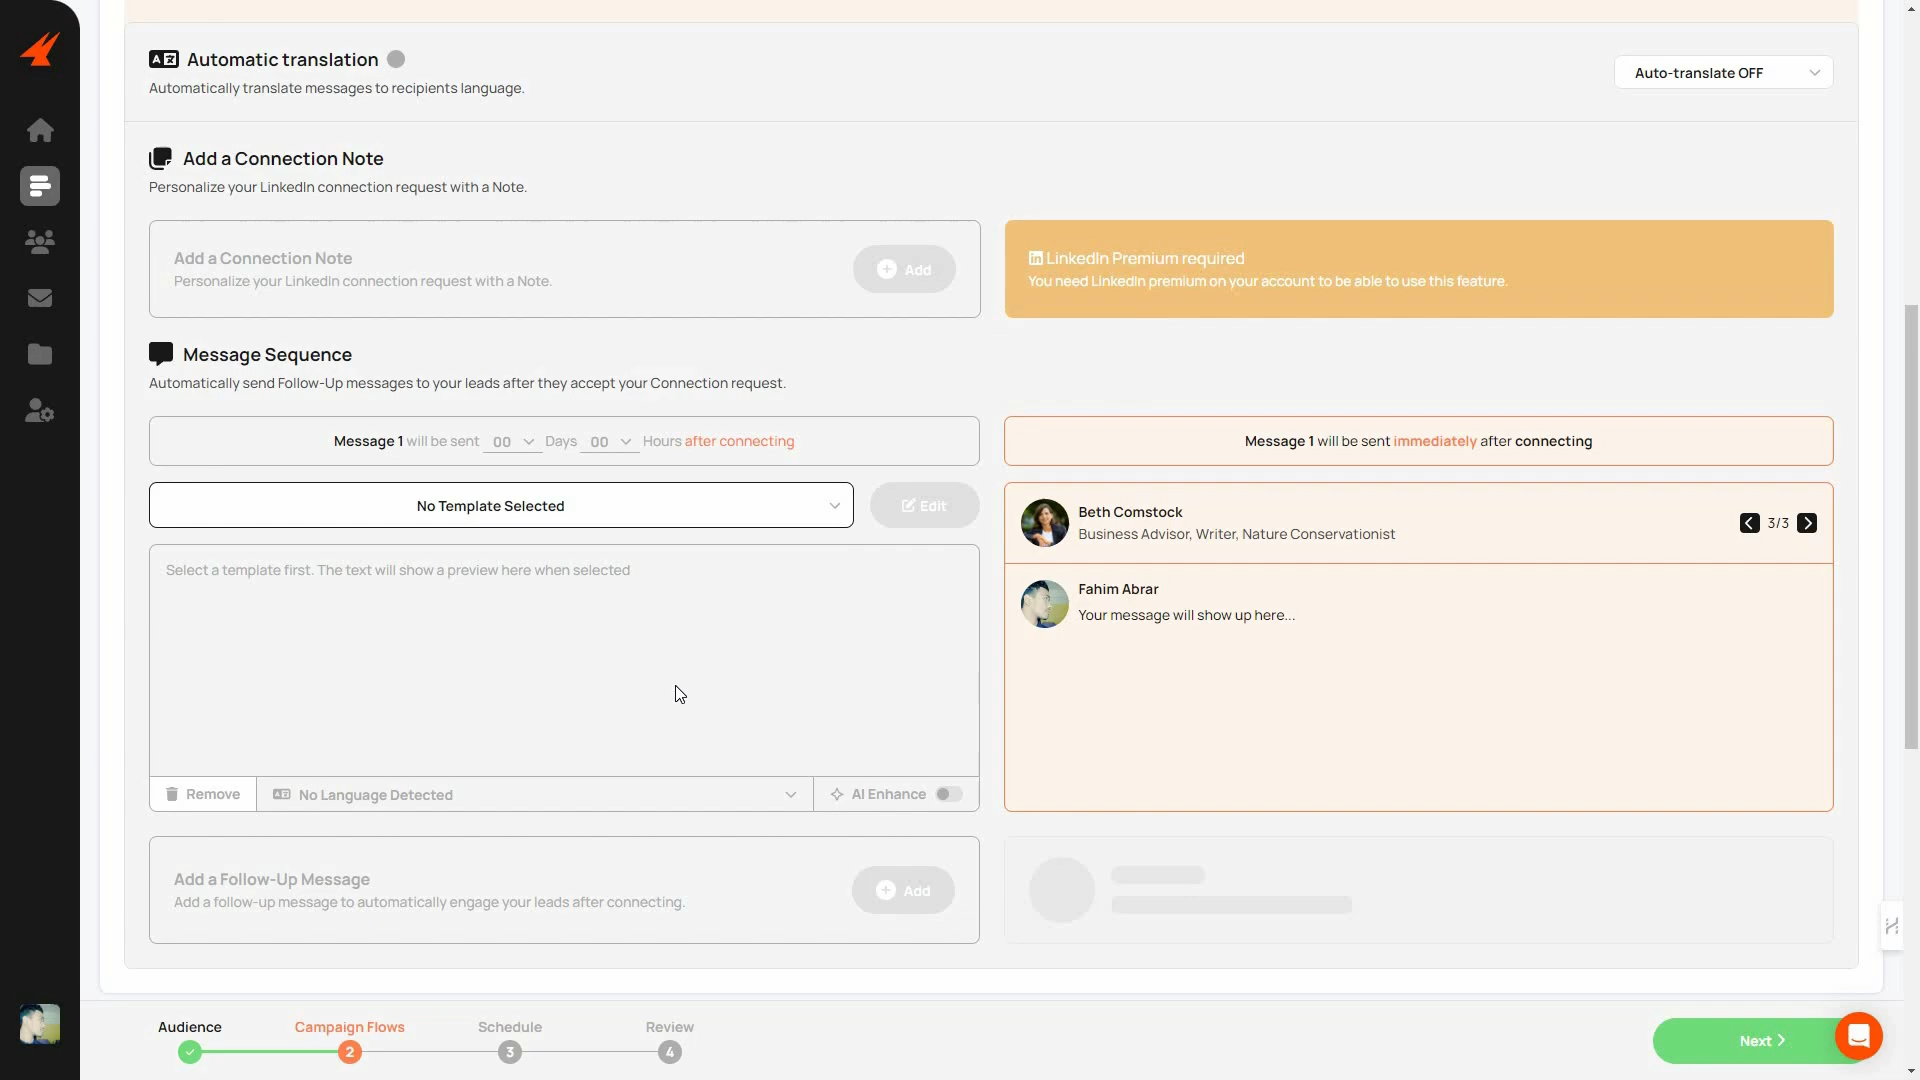 Automatic translation
Automatically translate messages to recipients language.
Auto-translate OFF
Add a Connection Note
Personalize your LinkedIn connection request with a Note.
Add a Connection Note
Personalize your LinkedIn connection request with a Note.
Add
LinkedIn Premium required
You need LinkedIn premium on your account to be able to use this feature.
Message Sequence
Automatically send Follow-Up messages to your leads after they accept your Connection request.
Message 1 will be sent 00 Days 00 Hours after connecting
Message 1 will be sent immediately after connecting
No Template Selected
Edit
Beth Comstock
Business Advisor, Writer, Nature Conservationist
3/3
Select a template first. The text will show a preview here when selected
Fahim Abrar
Your message will show up here...
Remove
No Language Detected
AI Enhance
Add a Follow-Up Message
Add a follow-up message to automatically engage your leads after connecting.
Add
Audience
Campaign Flows
Schedule
Review
2
3
4
Next